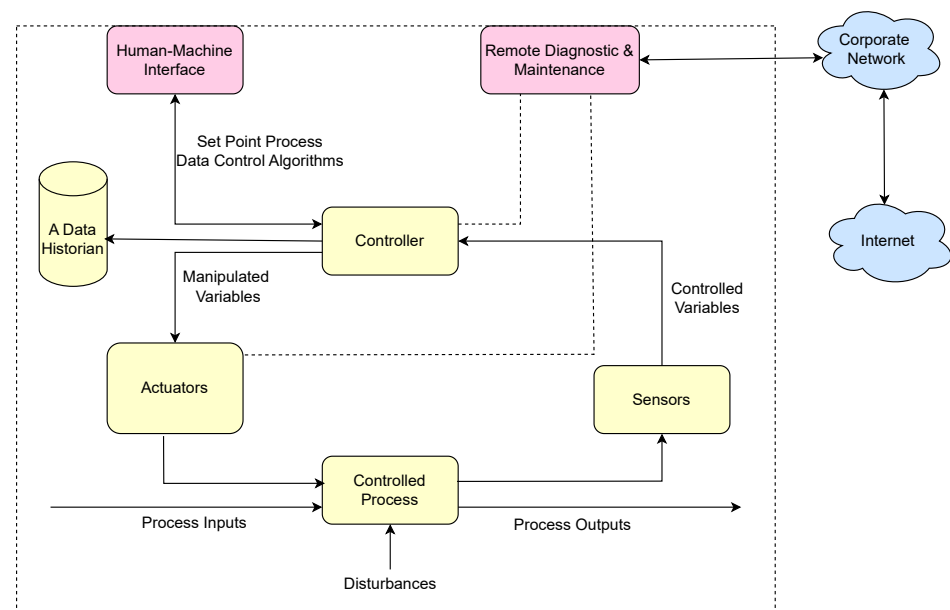 Human-Machine
Interface
Remote Diagnostic &
Maintenance
Corporate
Network
Set Point Process
Data Control Algorithms
A Data
Historian
Controller
Internet
Manipulated
Variables
Controlled
Variables
Actuators
Sensors
Controlled
Process
Process Inputs
Process Outputs
Disturbances